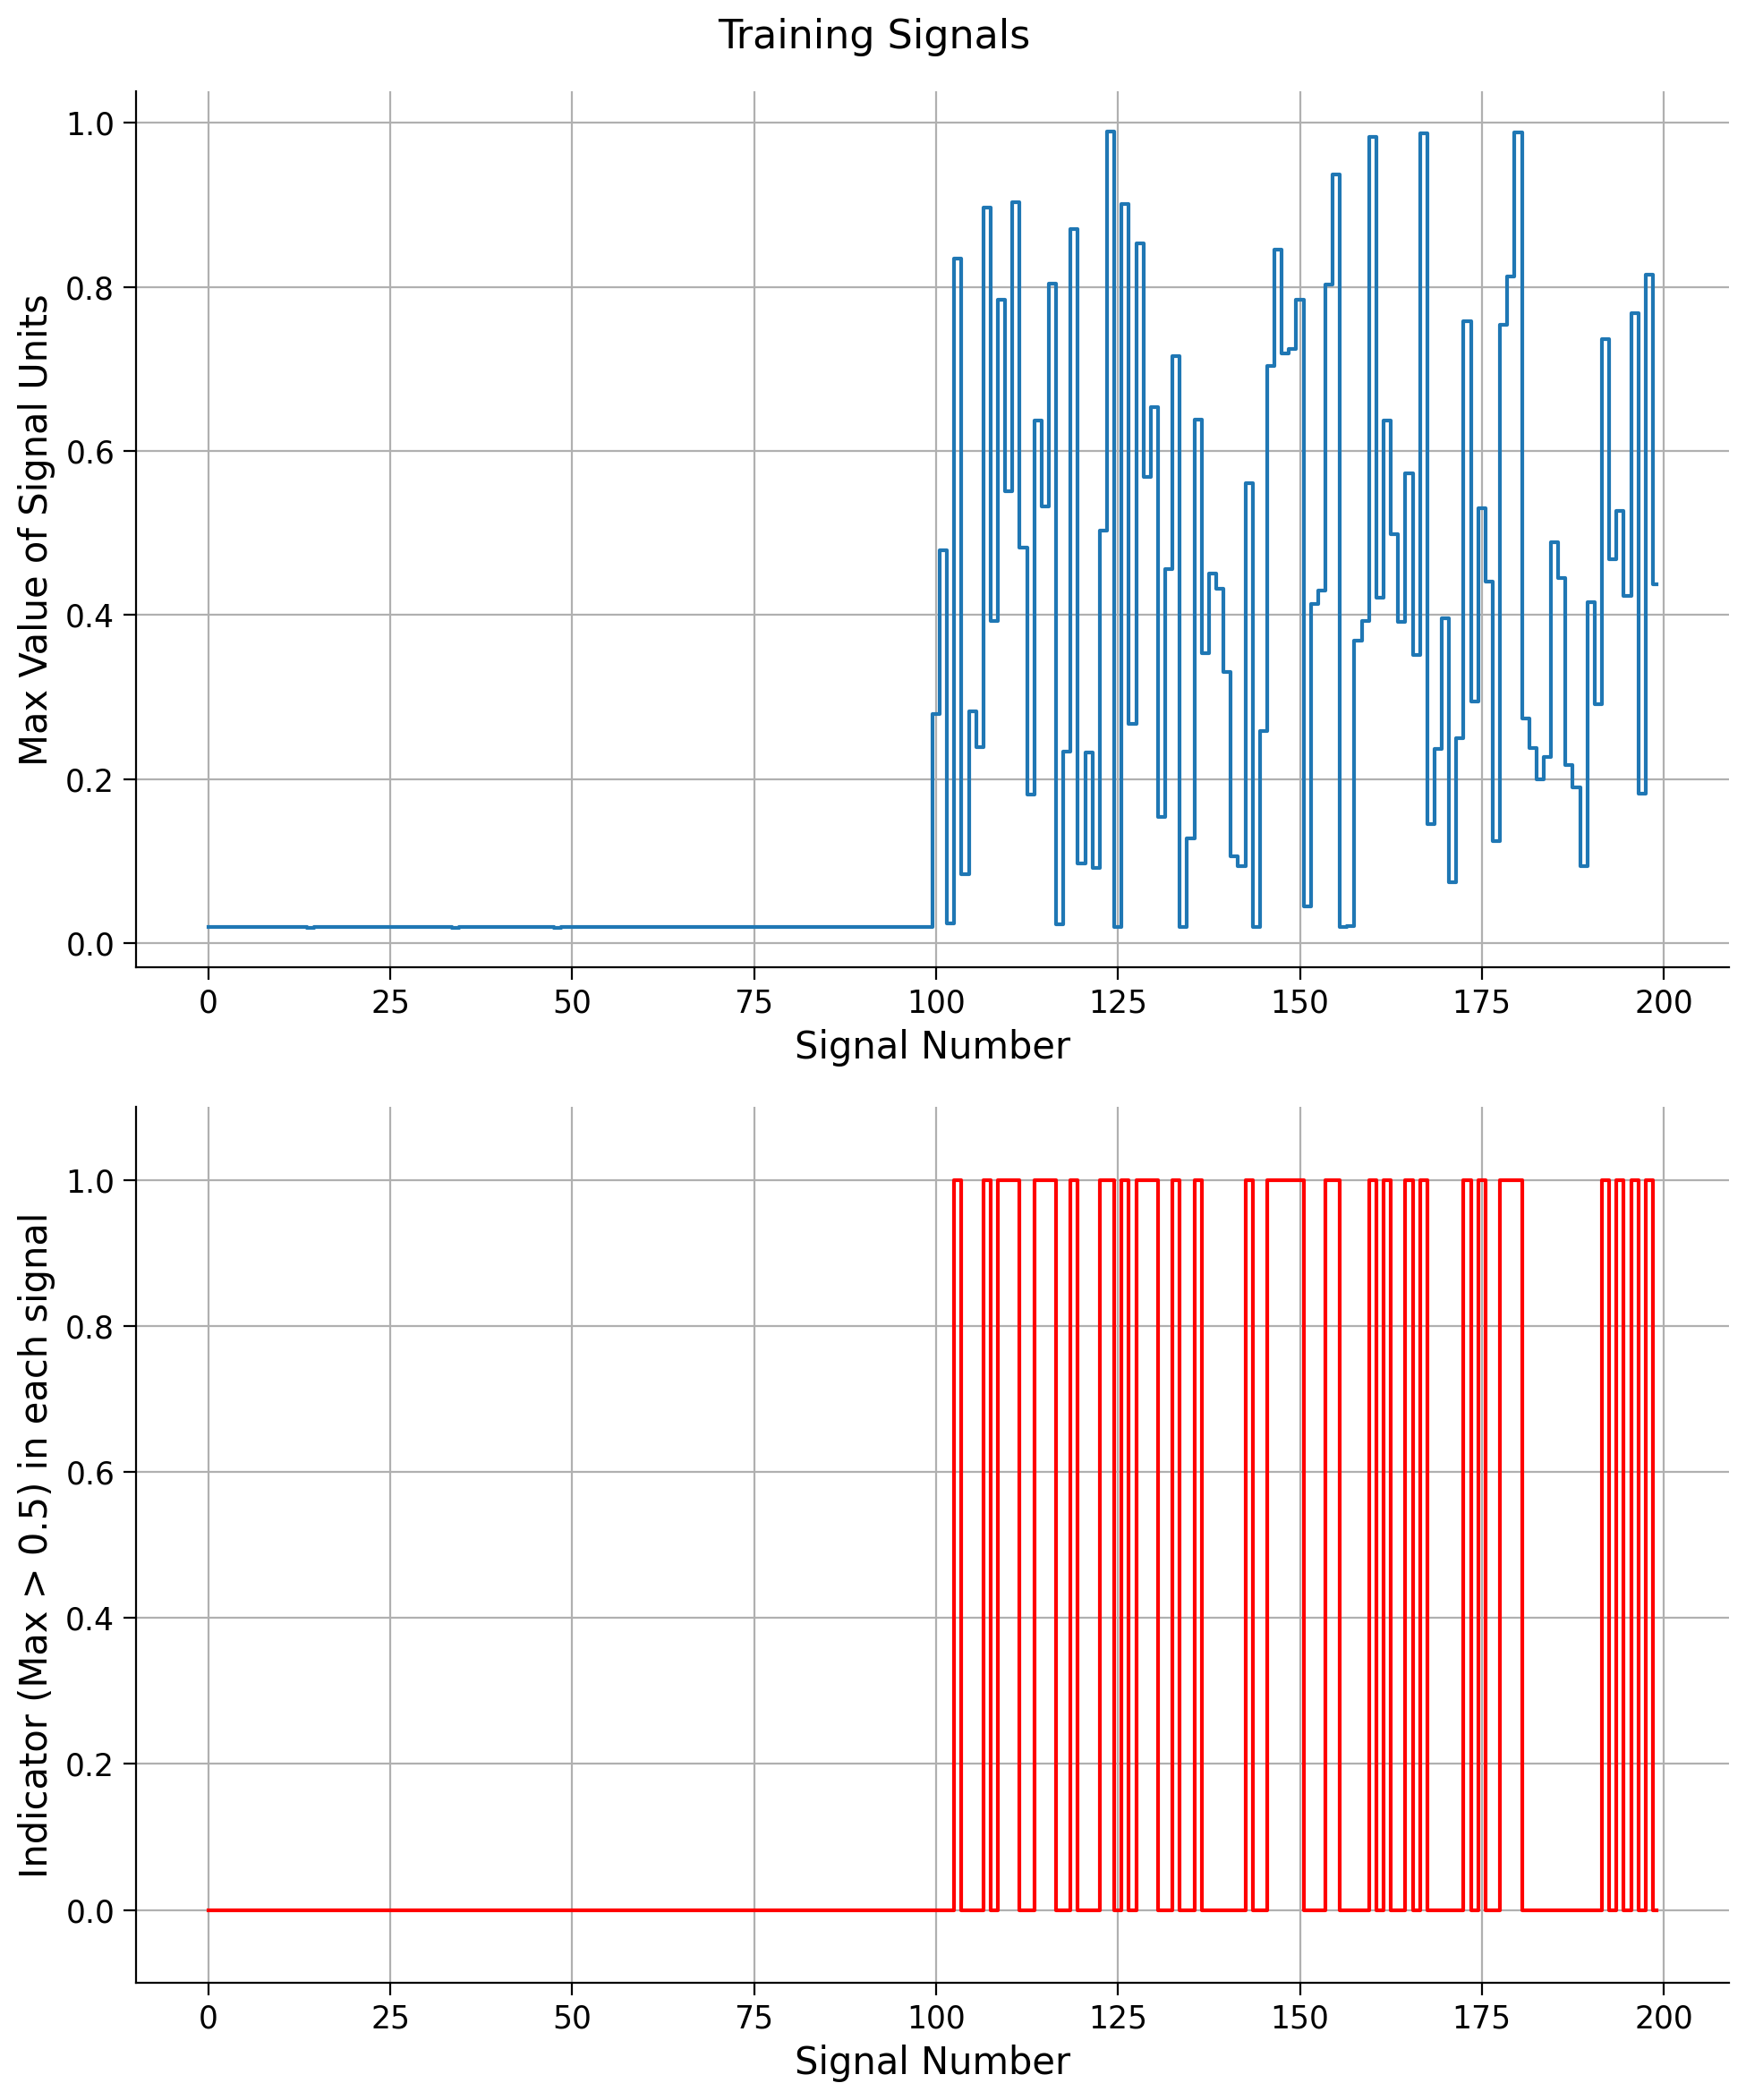 Training Signals
Max Value of Signal Units
1.0
0.8
0.6
0.4
0.2
0.0
0 25 50 75 100 125 150 175 200
Signal Number
Indicator (Max > 0.5) in each signal
1.0
0.8
0.6
0.4
0.2
0.0
0 25 50 75 100 125 150 175 200
Signal Number